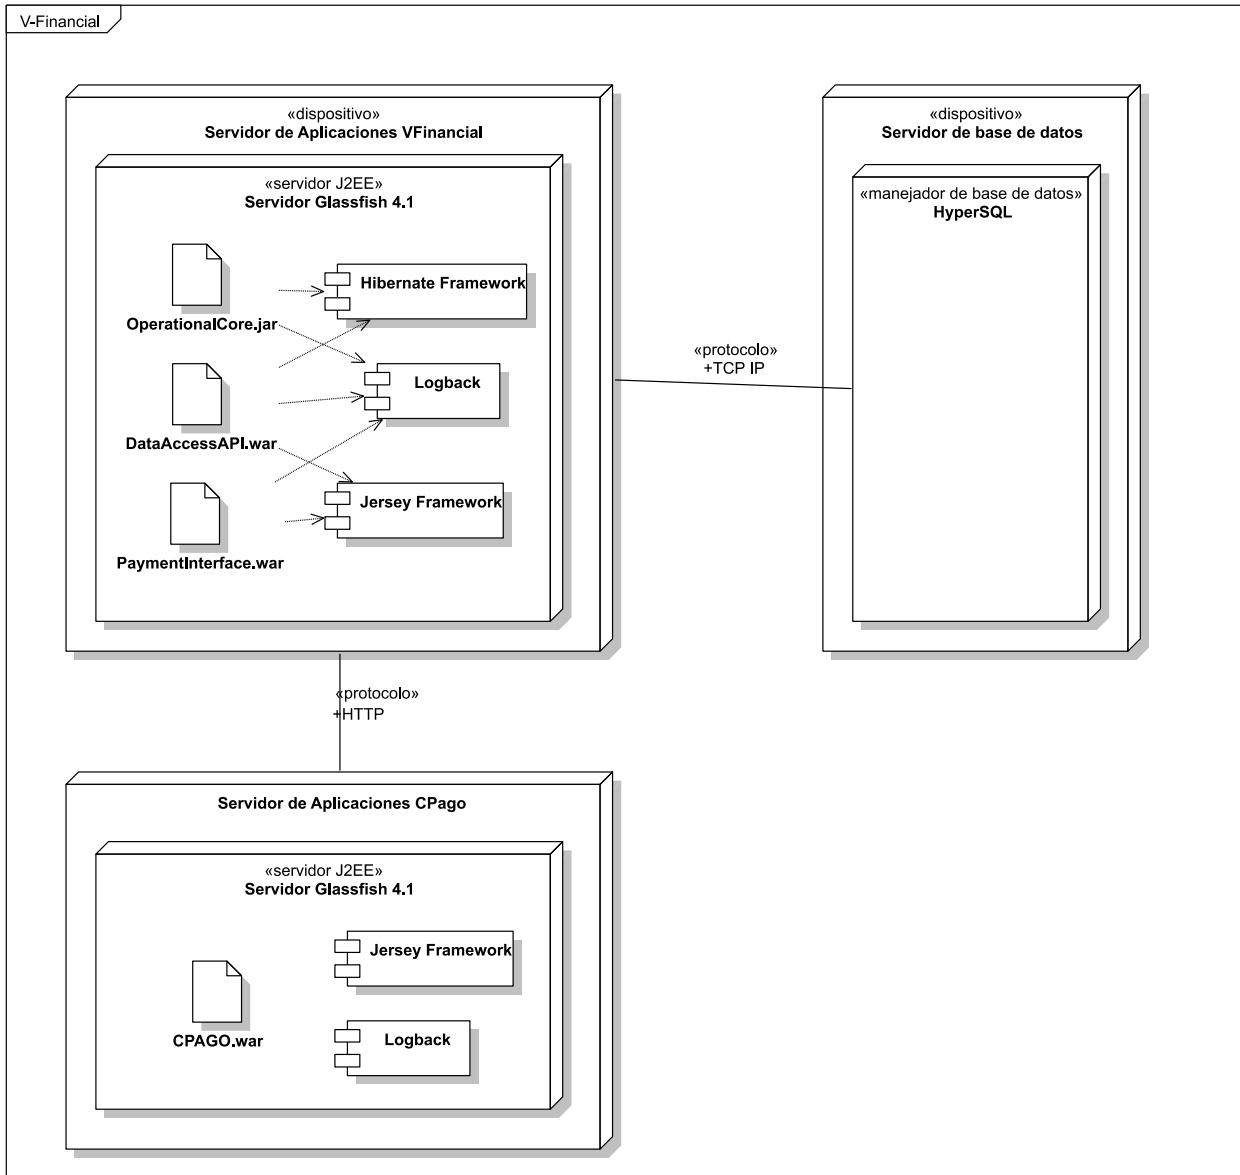 V-Financial
«dispositivo»
Servidor de Aplicaciones VFinancial
«servidor J2EE»
Servidor Glassfish 4.1
Hibernate Framework
OperationalCore.jar
Logback
DataAccessAPI.war
Jersey Framework
PaymentInterface.war
«protocolo»
+TCP IP
«dispositivo»
Servidor de base de datos
«manejador de base de datos»
HyperSQL
«protocolo»
+HTTP
Servidor de Aplicaciones CPago
«servidor J2EE»
Servidor Glassfish 4.1
Jersey Framework
CPAGO.war
Logback